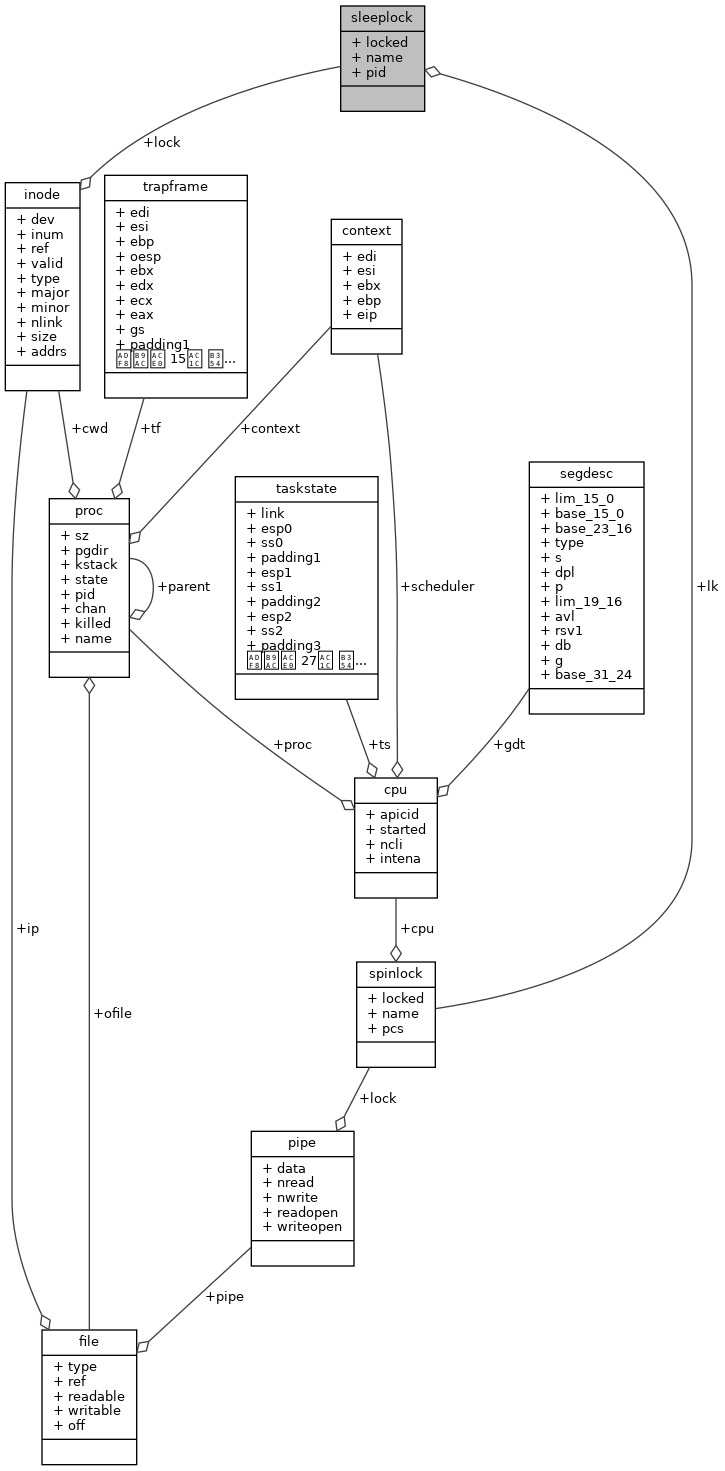 sleeplock
+ locked
+ name
+ pid
+lock
inode
+ dev
+ inum
+ ref
+ valid
+ type
+ major
+ minor
+ nlink
+ size
+ addrs
trapframe
+ edi
+ esi
+ ebp
+ oesp
+ ebx
+ edx
+ ecx
+ eax
+ gs
+ padding1
15 ...
context
+ edi
+ esi
+ ebx
+ ebp
+ eip
+cwd
+tf
+context
taskstate
+ link
+ esp0
+ ss0
+ padding1
+ esp1
+ ss1
+ padding2
+ esp2
+ ss2
+ padding3
27 ...
segdesc
+ lim_15_0
+ base_15_0
+ base_23_16
+ type
+ s
+ dpl
+ p
+ lim_19_16
+ avl
+ rsv1
+ db
+ g
+ base_31_24
proc
+ sz
+ pgdir
+ kstack
+ state
+ pid
+ chan
+ killed
+ name
+parent
+scheduler
+lk
+proc
+ts
+gdt
cpu
+ apicid
+ started
+ ncli
+ intena
+ip
+cpu
+ofile
spinlock
+ locked
+ name
+ pcs
+lock
pipe
+ data
+ nread
+ nwrite
+ readopen
+ writeopen
+pipe
file
+ type
+ ref
+ readable
+ writable
+ off